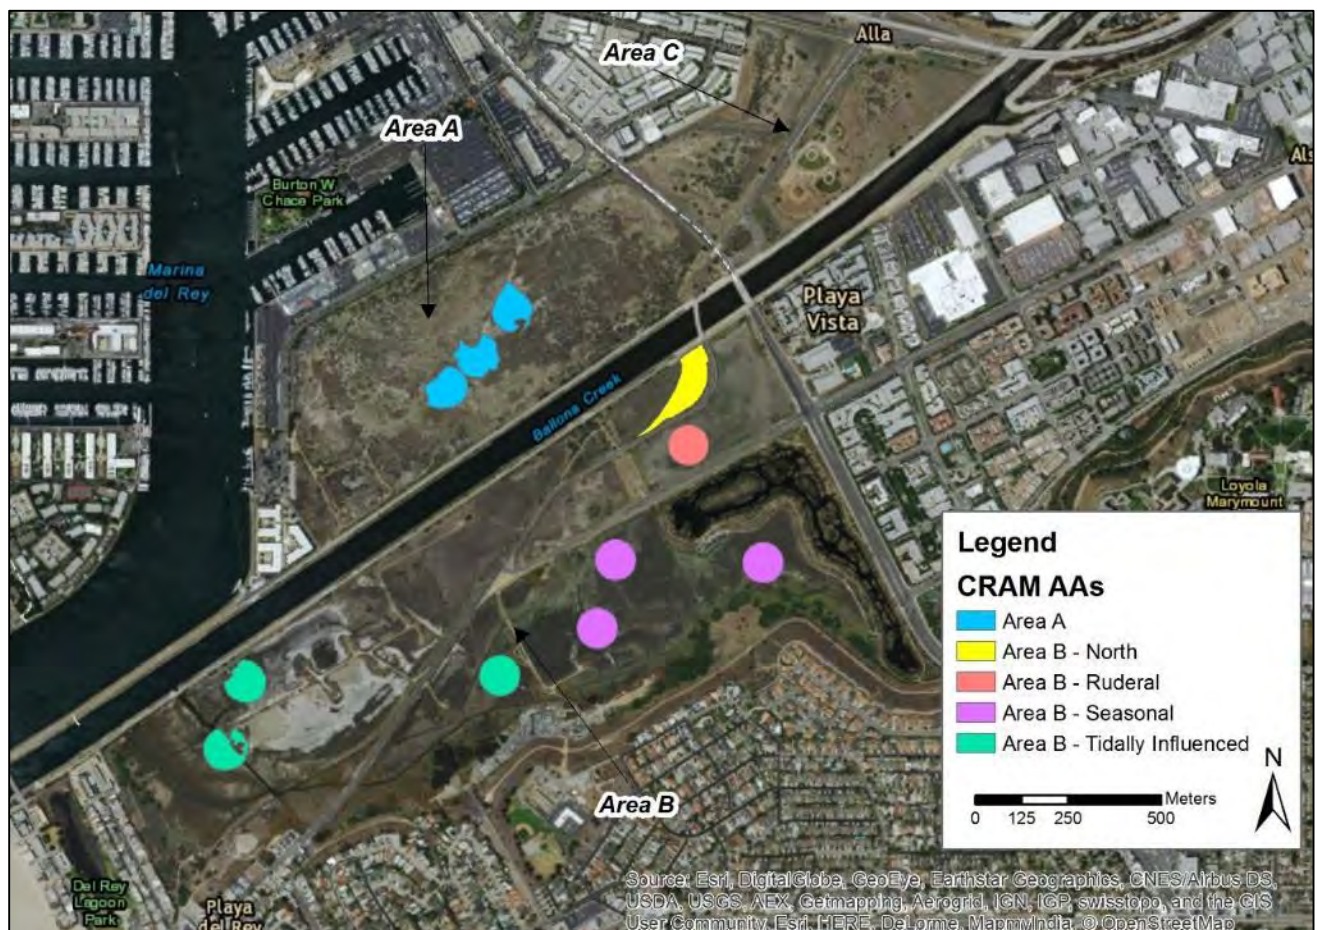 Alla
Area C
Area A
Burton W
Chace Park
Marina
del Rey
Playa
Vista
Ballona Creek
Loyola
Marymount
Legend
CRAM AAs
Area A
Area B - North
Area B - Ruderal
Area B - Seasonal
Area B - Tidally Influenced
N
Meters
0 125 250 500
Area B
Del Rey
Lagoon
Park
Playa
del Rey
Source: Esri, DigitalGlobe, GeoEye, Earthstar Geographics, CNES/Airbus DS,
USDA, USGS, AEX, Getmapping, Aerogrid, IGN, IGP, swisstopo, and the GIS
User Community, Esri, HERE, DeLorme, MapmyIndia, © OpenStreetMap